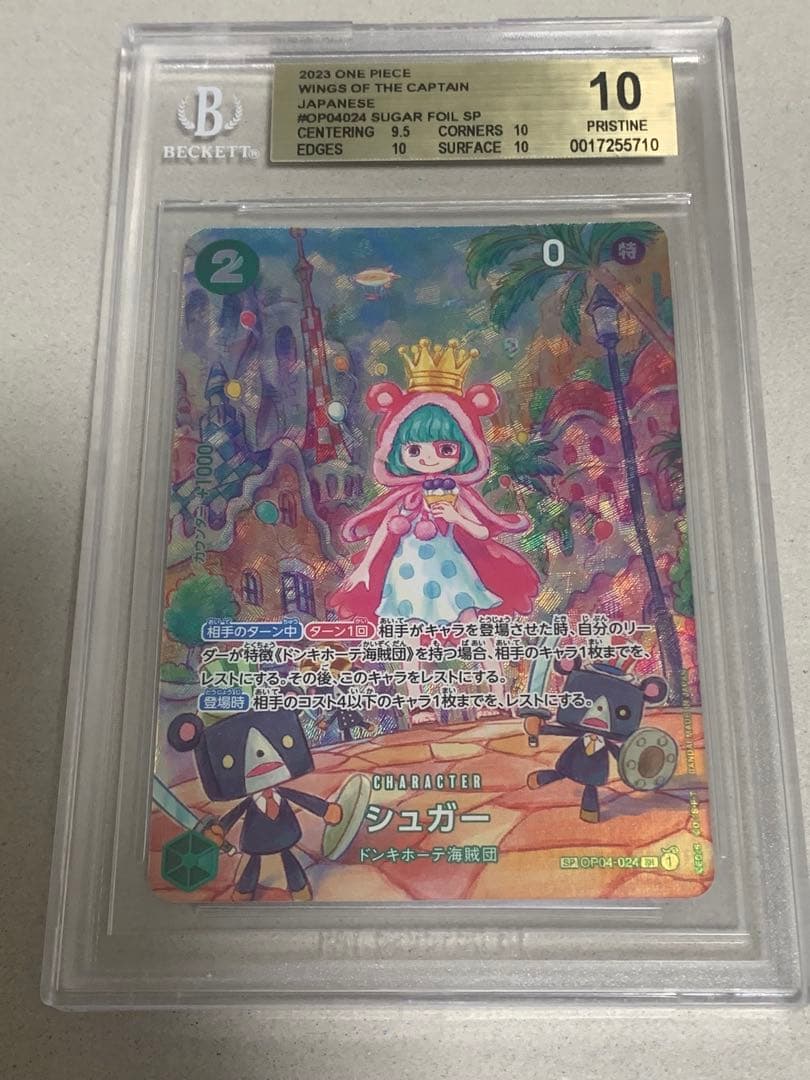 2023 ONE PIECE
WINGS OF THE CAPTAIN
JAPANESE
#OP04024 SUGAR FOIL SP
CENTERING 9.5 CORNERS 10
EDGES 10 SURFACE 10
10
PRISTINE
0017255710
B
BECKETT®
2
0
特
カウンター +1000
相手のターン中 ターン1回 相手がキャラを登場させた時、自分のリー
ダーが特徴《ドンキホーテ海賊団》を持つ場合、相手のキャラ1枚までを、
レストにする。その後、このキャラをレストにする。
登場時 相手のコスト4以下のキャラ1枚までを、レストにする。
CHARACTER
シュガー
ドンキホーテ海賊団
SP OP04-024 R 1
BANDAI MADE IN JAPAN